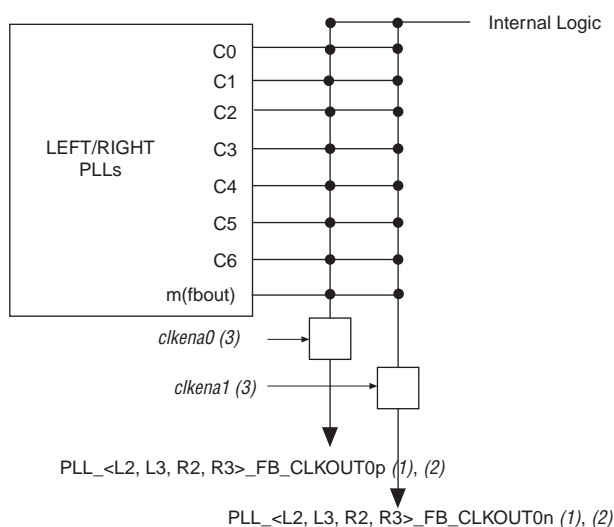 Internal Logic
C0
C1
C2
LEFT/RIGHT
PLLs
C3
C4
C5
C6
m(fbout)
clkena0 (3)
clkena1 (3)
PLL_<L2, L3, R2, R3>_FB_CLKOUT0p (1), (2)
PLL_<L2, L3, R2, R3>_FB_CLKOUT0n (1), (2)